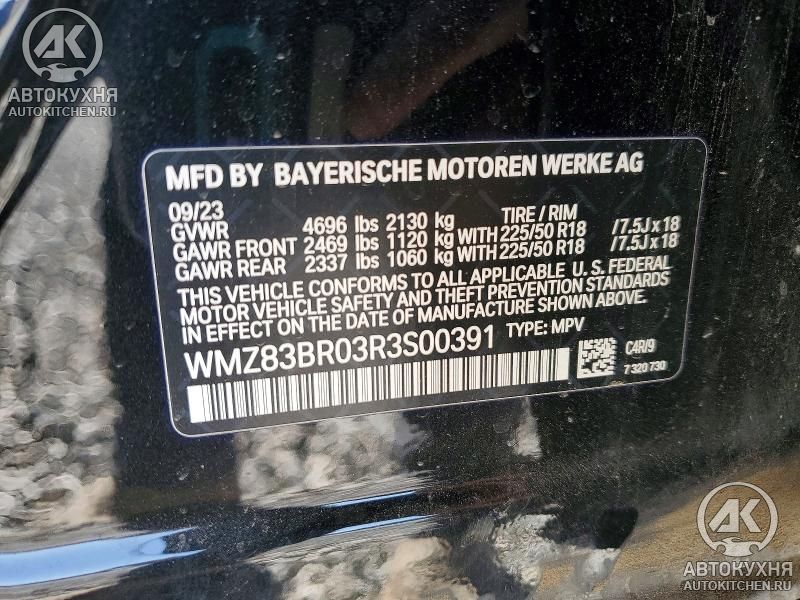 АК
АВТОКУХНЯ
AUTOKITCHEN.RU
MFD BY BAYERISCHE MOTOREN WERKE AG
09/23 TIRE / RIM
GVWR 4696 lbs 2130 kg
GAWR FRONT 2469 lbs 1120 kg WITH 225/50 R18 /7.5J x 18
GAWR REAR 2337 lbs 1060 kg WITH 225/50 R18 /7.5J x 18
THIS VEHICLE CONFORMS TO ALL APPLICABLE U. S. FEDERAL
MOTOR VEHICLE SAFETY AND THEFT PREVENTION STANDARDS
IN EFFECT ON THE DATE OF MANUFACTURE SHOWN ABOVE.
WMZ83BR03R3S00391 TYPE: MPV
C4R/9
7 320 730
АК
АВТОКУХНЯ
AUTOKITCHEN.RU